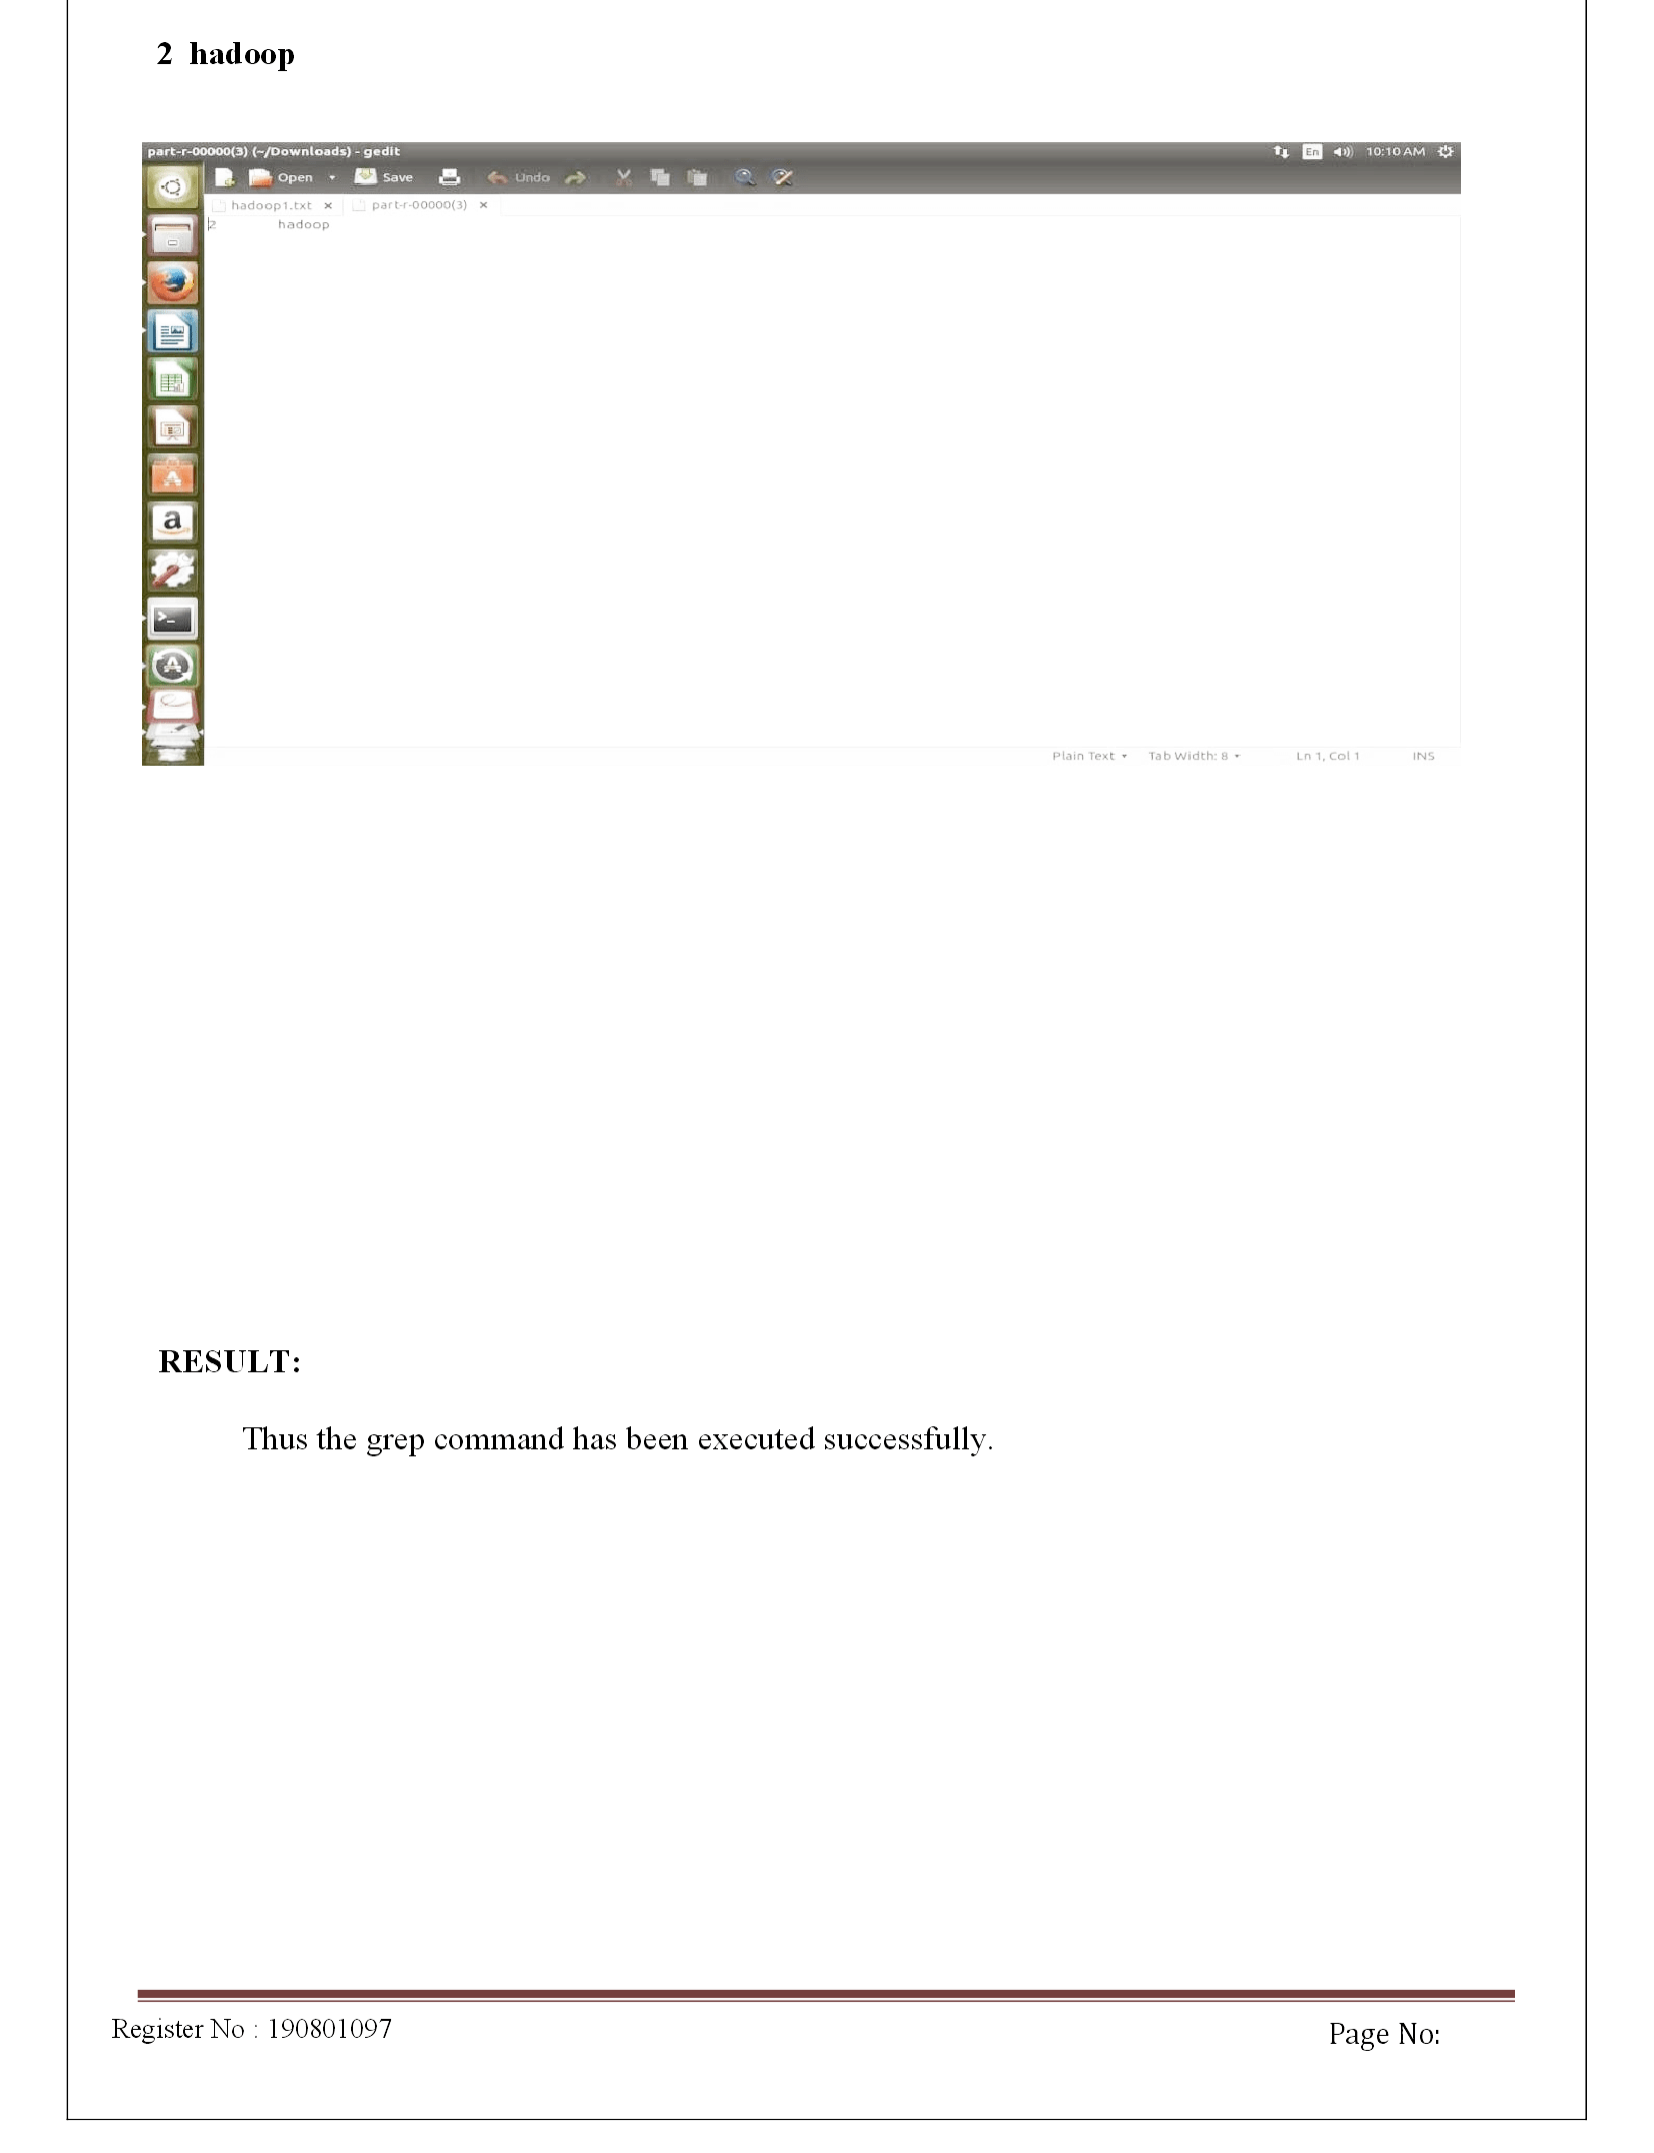 2 hadoop
part-r-00000(3) (~/Downloads) - gedit
En 10:10 AM
Open Save Undo
hadoop1.txt × part-r-00000(3) ×
2 hadoop
a
>_
Plain Text Tab Width: 8 Ln 1, Col 1 INS
RESULT:
Thus the grep command has been executed successfully.
Register No : 190801097
Page No: